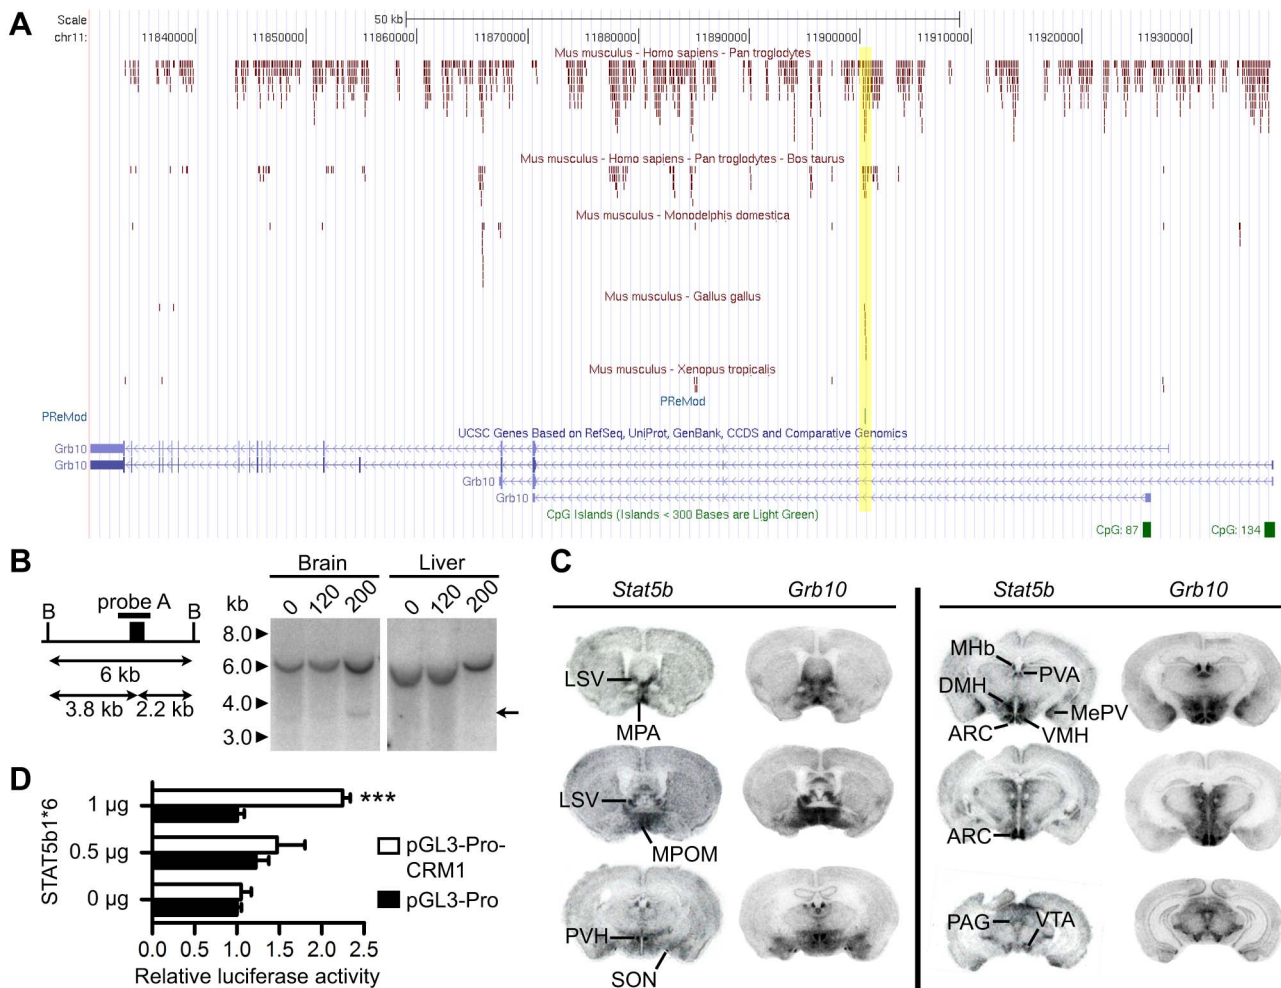 A
Scale
50 kb
chr11:
11840000 11850000 11860000 11870000 11880000 11890000 11900000 11910000 11920000 11930000
Mus musculus - Homo sapiens - Pan troglodytes
Mus musculus - Homo sapiens - Pan troglodytes - Bos taurus
Mus musculus - Monodelphis domestica
Mus musculus - Gallus gallus
Mus musculus - Xenopus tropicalis
PReMod
PReMod
UCSC Genes Based on RefSeq, UniProt, GenBank, CCDS and Comparative Genomics
Grb10
Grb10
Grb10
Grb10
CpG Islands (Islands < 300 Bases are Light Green)
CpG: 87
CpG: 134
B
probe A
B
B
6 kb
3.8 kb
2.2 kb
Brain
Liver
kb
0 120 200
0 120 200
8.0
6.0
4.0
3.0
C
Stat5b
Grb10
Stat5b
Grb10
LSV
MPA
LSV
MPOM
PVH
SON
MHb
PVA
DMH
MePV
ARC
VMH
ARC
PAG
VTA
D
STAT5b1*6
1 µg
0.5 µg
0 µg
***
pGL3-Pro-
CRM1
pGL3-Pro
0.0 0.5 1.0 1.5 2.0 2.5
Relative luciferase activity